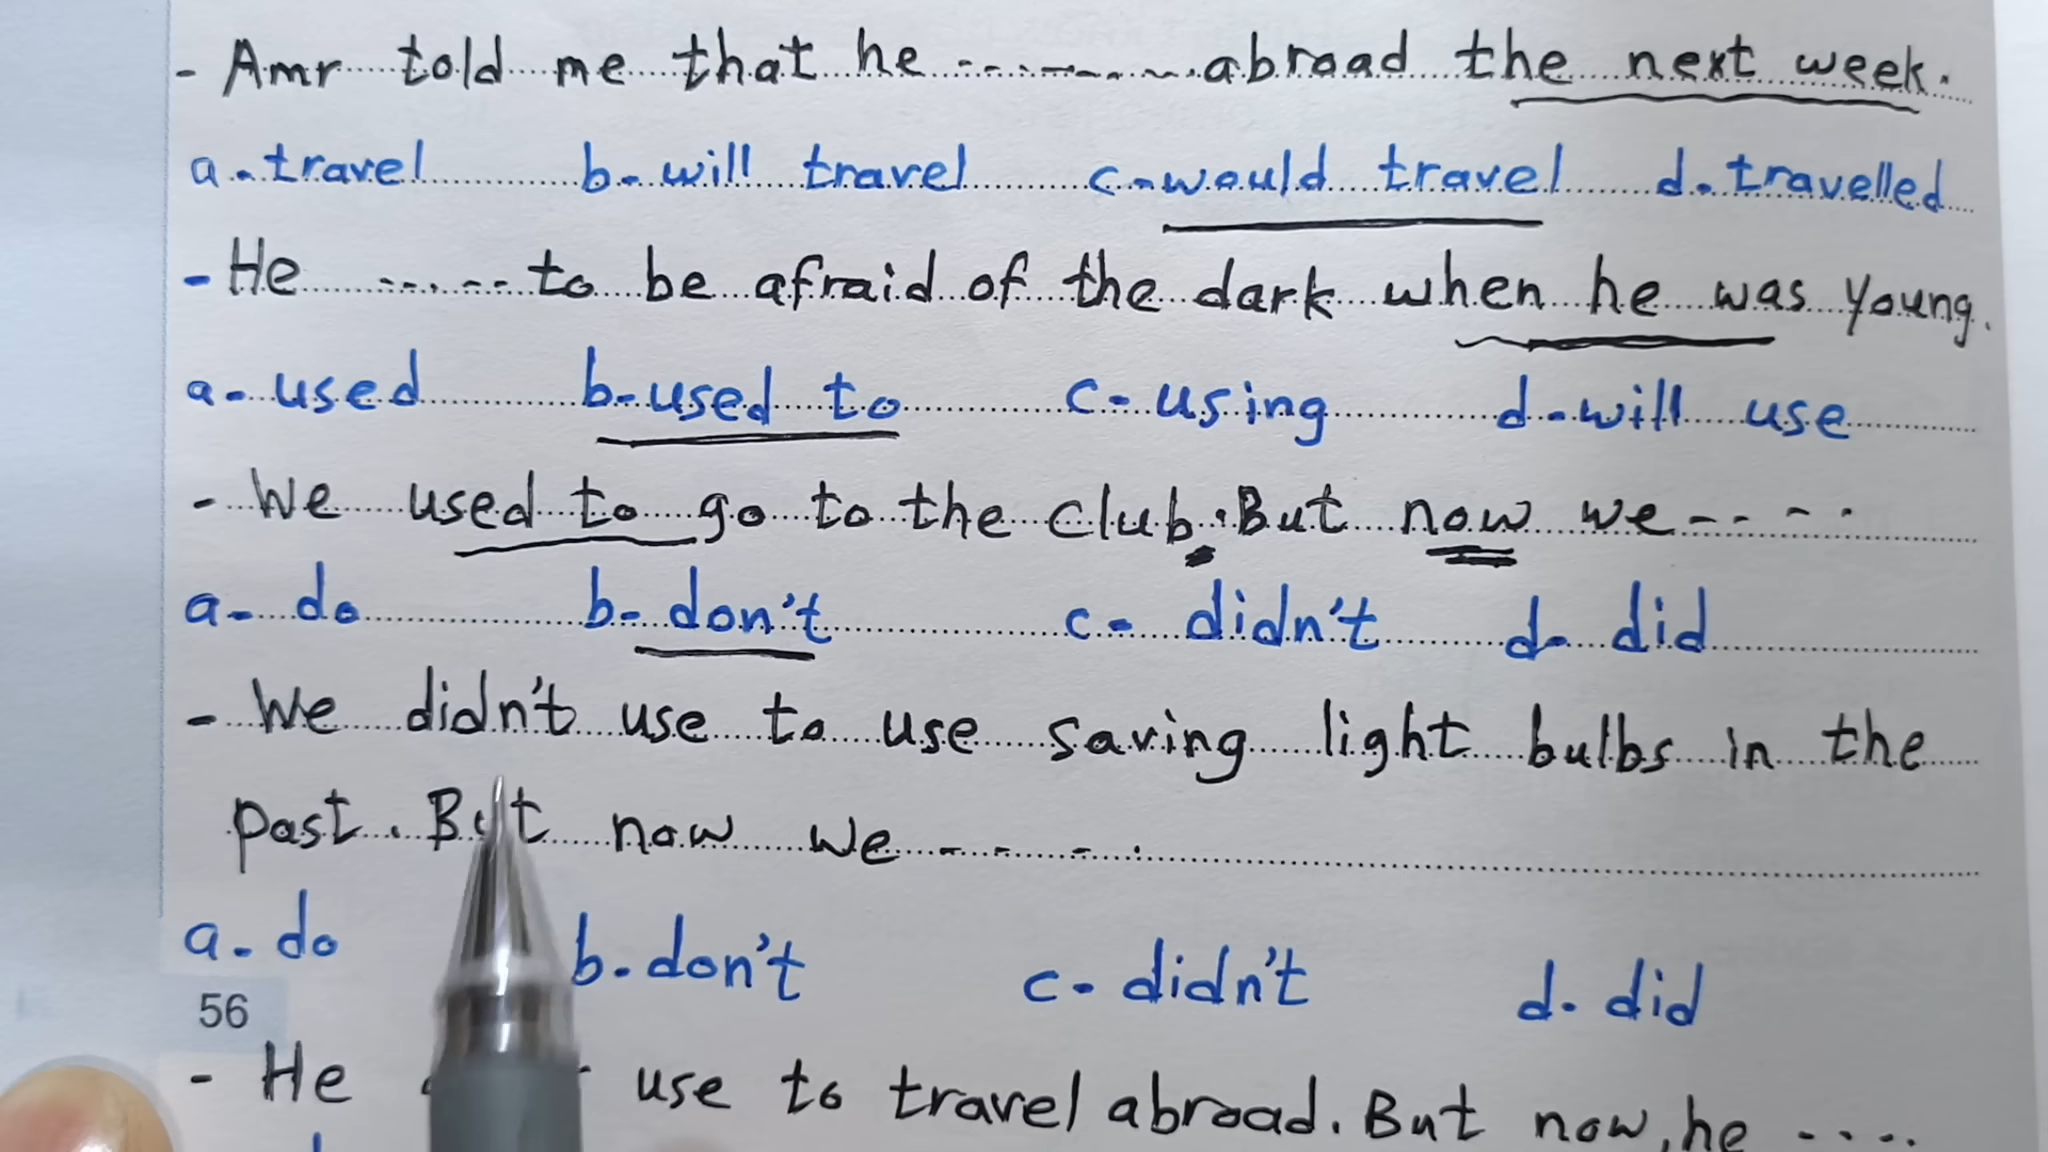 - Amr told me that he ........... abroad the next week.
a- travel b- will travel c- would travel d- travelled
- He ...... to be afraid of the dark when he was young.
a- used b- used to c- using d- will use
- We used to go to the club. But now we - - - -
a- do b- don't c- didn't d- did
- We didn't use to use saving light bulbs in the
past. But now we - - - -
a- do b- don't c- didn't d- did
56
- He use to travel abroad. But now, he ....